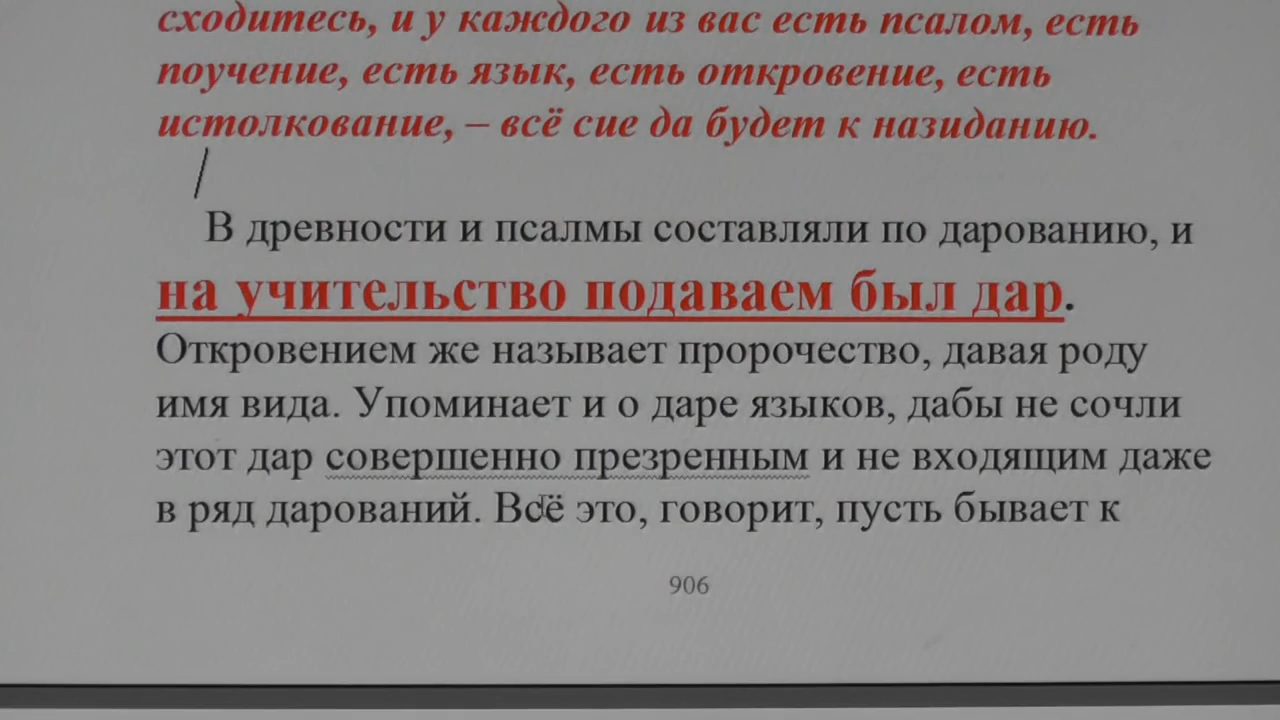 сходитесь, и у каждого из вас есть псалом, есть
поучение, есть язык, есть откровение, есть
истолкование, – всё сие да будет к назиданию.
В древности и псалмы составляли по дарованию, и
на учительство подаваем был дар.
Откровением же называет пророчество, давая роду
имя вида. Упоминает и о даре языков, дабы не сочли
этот дар совершенно презренным и не входящим даже
в ряд дарований. Всё это, говорит, пусть бывает к
906